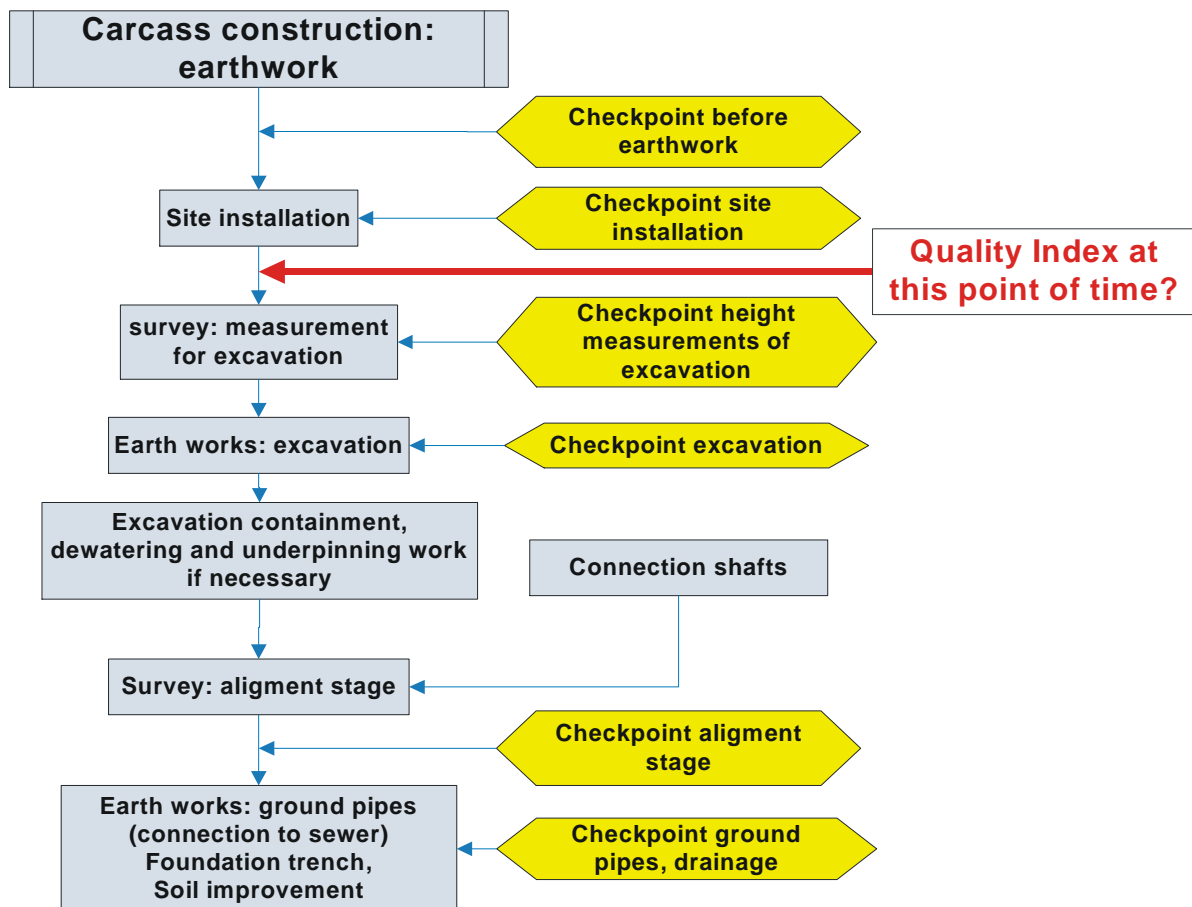 Carcass construction:
earthwork
Checkpoint before
earthwork
Site installation
Checkpoint site
installation
Quality Index at
this point of time?
survey: measurement
for excavation
Checkpoint height
measurements of
excavation
Earth works: excavation
Checkpoint excavation
Excavation containment,
dewatering and underpinning work
if necessary
Connection shafts
Survey: aligment stage
Checkpoint aligment
stage
Earth works: ground pipes
(connection to sewer)
Foundation trench,
Soil improvement
Checkpoint ground
pipes, drainage